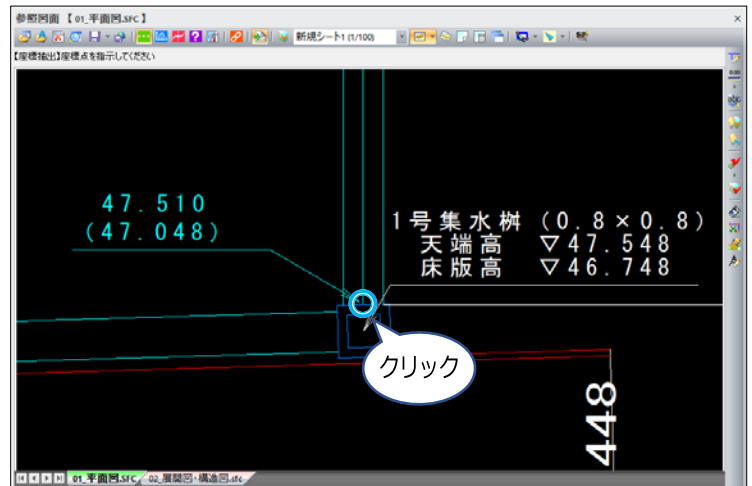 参照図面 【 01_平面図.SFC 】
新規シート1 (1/100)
【座標抽出】座標点を指示してください
47.510
(47.048)
1号集水桝 (0.8×0.8)
天端高 ▽47.548
床版高 ▽46.748
クリック
448
01_平面図.SFC 02_展開図・構造図.sfc